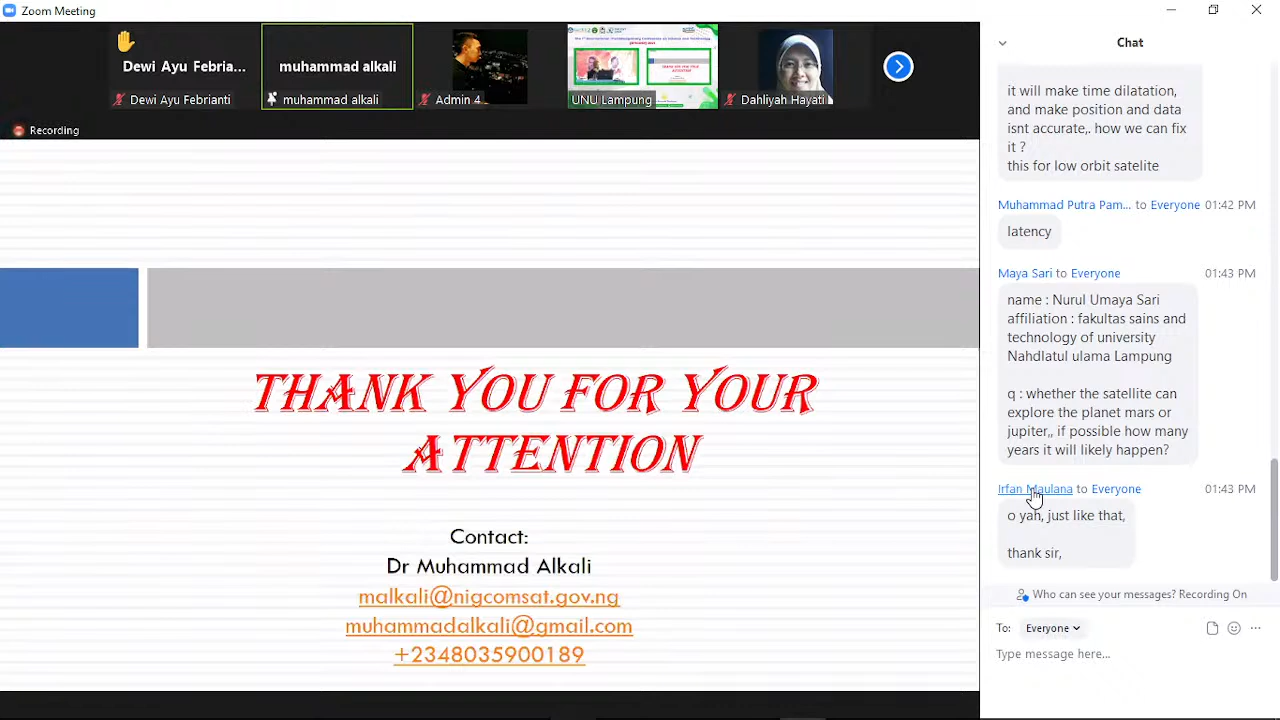 Zoom Meeting
Dewi Ayu Febria...
Dewi Ayu Febrianti
muhammad alkali
muhammad alkali
Admin 4
UNU Lampung
Dahliyah Hayati
Recording
THANK YOU FOR YOUR
ATTENTION
Contact:
Dr Muhammad Alkali
malkali@nigcomsat.gov.ng
muhammadalkali@gmail.com
+2348035900189
Chat
it will make time dilatation,
and make position and data
isnt accurate,. how we can fix
it ?
this for low orbit satelite
Muhammad Putra Pam... to Everyone 01:42 PM
latency
Maya Sari to Everyone 01:43 PM
name : Nurul Umaya Sari
affiliation : fakultas sains and
technology of university
Nahdatul ulama Lampung
q : whether the satellite can
explore the planet mars or
jupiter,, if possible how many
years it will likely happen?
Irfan Maulana to Everyone 01:43 PM
o yah, just like that,
thank sir,
Who can see your messages? Recording On
To: Everyone
Type message here...